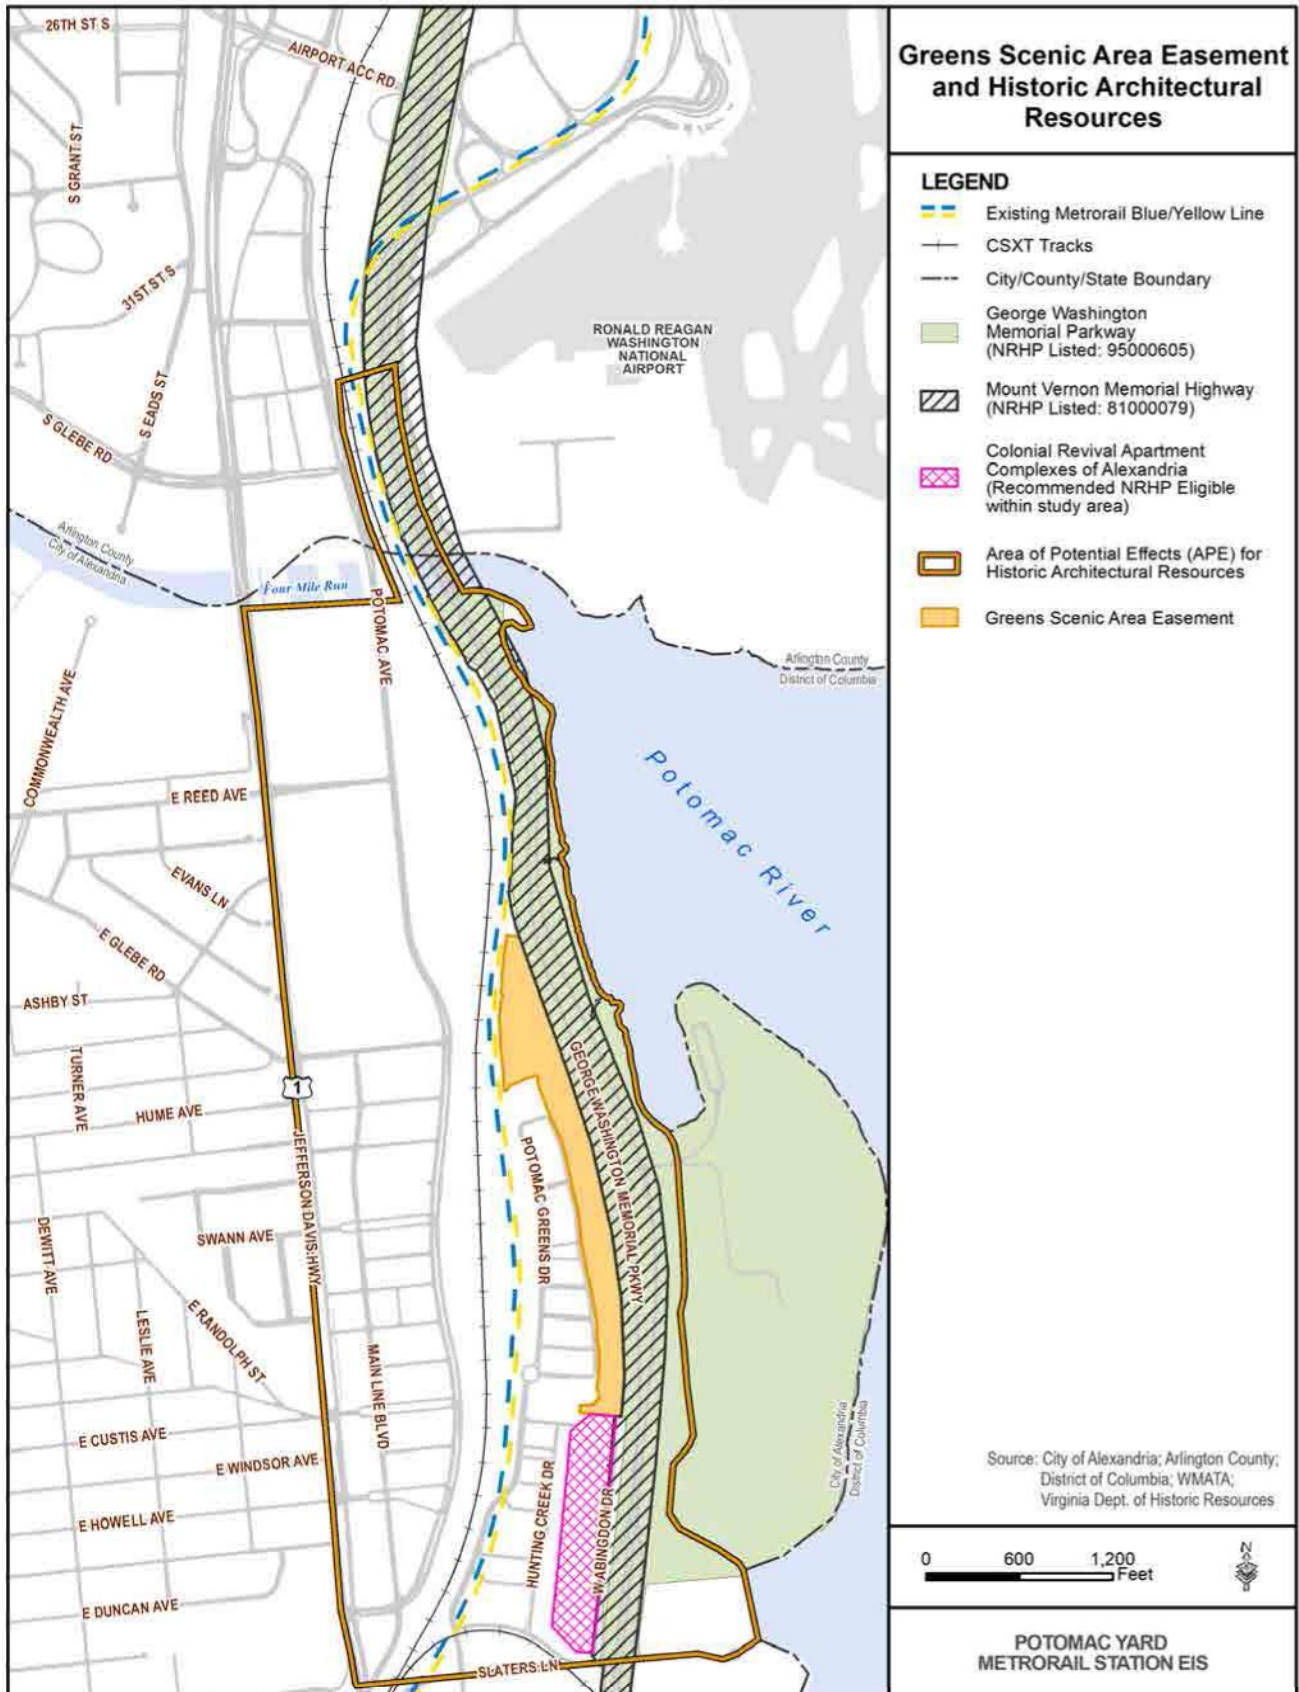 Greens Scenic Area Easement
and Historic Architectural
Resources
LEGEND
Existing Metrorail Blue/Yellow Line
CSXT Tracks
City/County/State Boundary
George Washington
Memorial Parkway
(NRHP Listed: 95000605)
Mount Vernon Memorial Highway
(NRHP Listed: 81000079)
Colonial Revival Apartment
Complexes of Alexandria
(Recommended NRHP Eligible
within study area)
Area of Potential Effects (APE) for
Historic Architectural Resources
Greens Scenic Area Easement
Source: City of Alexandria; Arlington County;
District of Columbia; WMATA;
Virginia Dept. of Historic Resources
0 600 1,200
Feet
N
POTOMAC YARD
METRORAIL STATION EIS
26TH ST S
AIRPORT ACC RD
S GRANT ST
31ST ST S
S EADS ST
S GLEBE RD
RONALD REAGAN
WASHINGTON
NATIONAL
AIRPORT
Arlington County
City of Alexandria
Four Mile Run
POTOMAC AVE
COMMONWEALTH AVE
Arlington County
District of Columbia
Potomac River
E REED AVE
EVANS LN
E GLEBE RD
ASHBY ST
TURNER AVE
HUME AVE
1
JEFFERSON DAVIS HWY
GEORGE WASHINGTON MEMORIAL PKWY
POTOMAC GREENS DR
DEWITT AVE
SWANN AVE
LESLIE AVE
E RANDOLPH ST
MAIN LINE BLVD
E CUSTIS AVE
E WINDSOR AVE
E HOWELL AVE
E DUNCAN AVE
HUNTING CREEK DR
W ABINGDON DR
SLATERS LN
City of Alexandria
District of Columbia